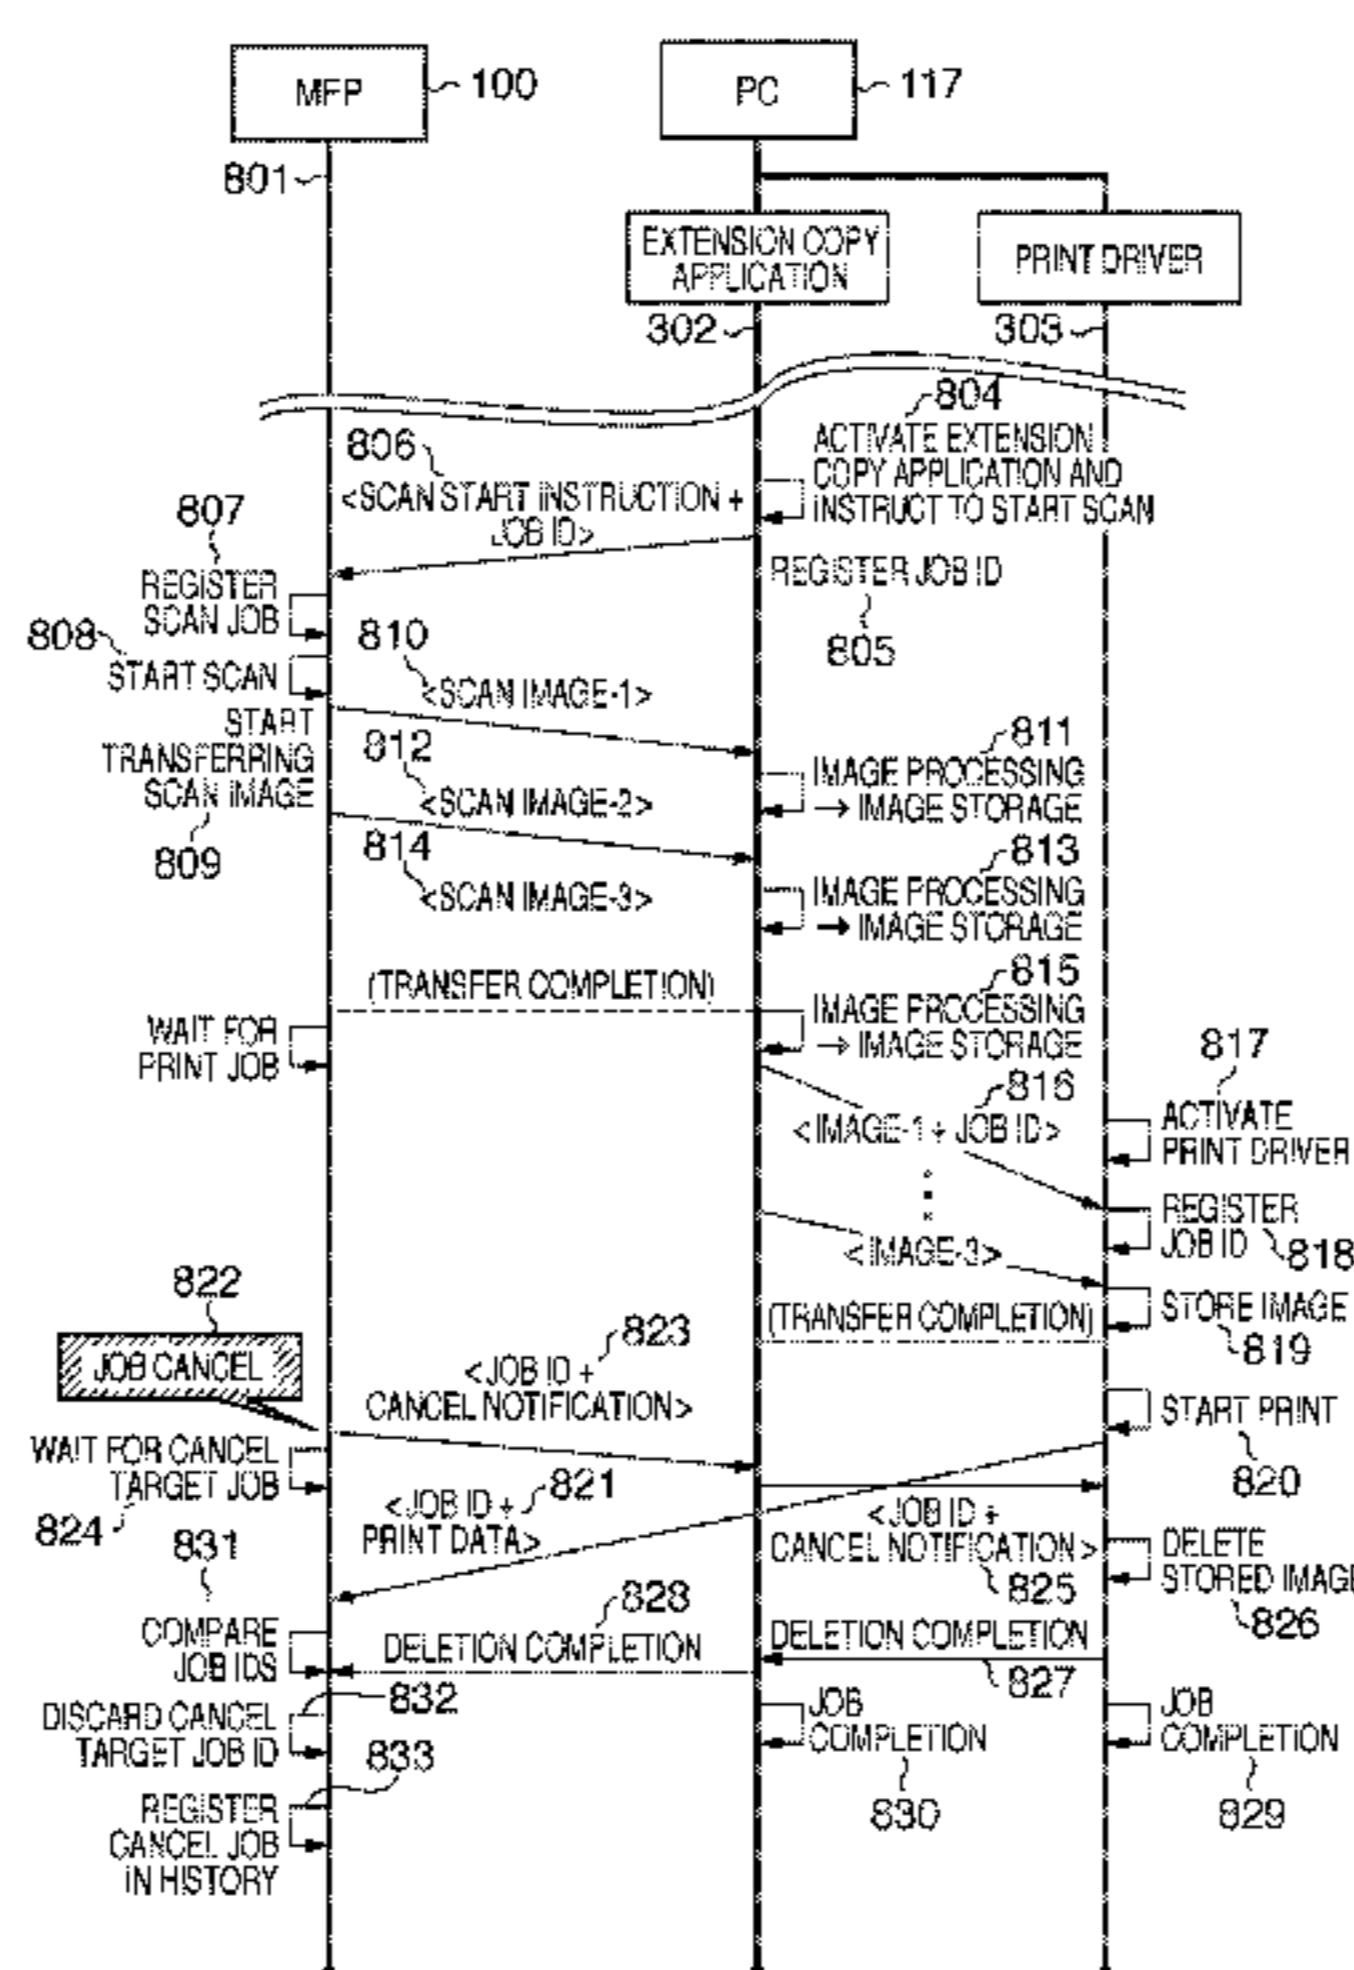 MFP
100
PC
117
801
EXTENSION COPY
APPLICATION
PRINT DRIVER
302
303
804
ACTIVATE EXTENSION
COPY APPLICATION AND
INSTRUCT TO START SCAN
806
<SCAN START INSTRUCTION +
JOB ID>
807
REGISTER
SCAN JOB
REGISTER JOB ID
805
808
START SCAN
810
<SCAN IMAGE-1>
START
TRANSFERRING
SCAN IMAGE
809
811
IMAGE PROCESSING
→ IMAGE STORAGE
812
<SCAN IMAGE-2>
813
IMAGE PROCESSING
→ IMAGE STORAGE
814
<SCAN IMAGE-3>
(TRANSFER COMPLETION)
815
IMAGE PROCESSING
→ IMAGE STORAGE
WAIT FOR
PRINT JOB
816
<IMAGE-1 + JOB ID>
817
ACTIVATE
PRINT DRIVER
REGISTER
JOB ID
818
<IMAGE-3>
STORE IMAGE
819
(TRANSFER COMPLETION)
822
JOB CANCEL
823
<JOB ID +
CANCEL NOTIFICATION>
START PRINT
820
WAIT FOR CANCEL
TARGET JOB
824
821
<JOB ID +
PRINT DATA>
<JOB ID +
CANCEL NOTIFICATION>
825
DELETE
STORED IMAGE
826
831
COMPARE
JOB IDS
828
DELETION COMPLETION
DELETION COMPLETION
827
832
DISCARD CANCEL
TARGET JOB ID
JOB
COMPLETION
830
JOB
COMPLETION
829
833
REGISTER
CANCEL JOB
IN HISTORY